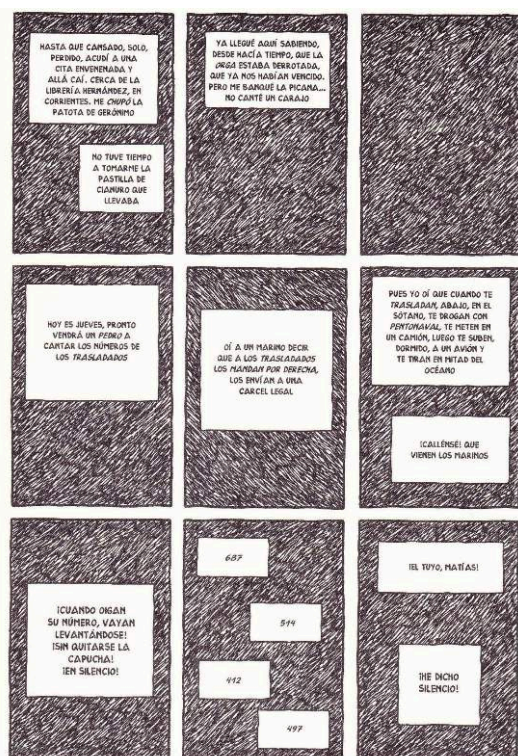 HASTA QUE CANSADO, SOLO,
PERDIDO, ACUDÍ A UNA
CITA ENVENENADA Y
ALLÁ CAÍ. CERCA DE LA
LIBRERÍA HERNÁNDEZ, EN
CORRIENTES. ME CHUPÓ LA
PATOTA DE GERÓNIMO
NO TUVE TIEMPO
A TOMARME LA
PASTILLA DE
CIANURO QUE
LLEVABA
YA LLEGUÉ AQUÍ SABIENDO,
DESDE HACÍA TIEMPO, QUE LA
ORGA ESTABA DERROTADA,
QUE YA NOS HABÍAN VENCIDO.
PERO ME BANQUÉ LA PICANA...
NO CANTÉ UN CARAJO
HOY ES JUEVES, PRONTO
VENDRÁ UN PEDRO A
CANTAR LOS NÚMEROS DE
LOS TRASLADADOS
OÍ A UN MARINO DECIR
QUE A LOS TRASLADADOS
LOS MANDAN POR DERECHA,
LOS ENVÍAN A UNA
CARCEL LEGAL
PUES YO OÍ QUE CUANDO TE
TRASLADAN, ABAJO, EN EL
SÓTANO, TE DROGAN CON
PENTONAVAL, TE METEN EN
UN CAMIÓN, LUEGO TE SUBEN,
DORMIDO, A UN AVIÓN Y
TE TIRAN EN MITAD DEL
OCÉANO
¡CALLÉNSE! QUE
VIENEN LOS MARINOS
¡CUANDO OIGAN
SU NÚMERO, VAYAN
LEVANTÁNDOSE!
¡SIN QUITARSE LA
CAPUCHA!
¡EN SILENCIO!
687
514
412
497
¡EL TUYO, MATÍAS!
¡HE DICHO
SILENCIO!